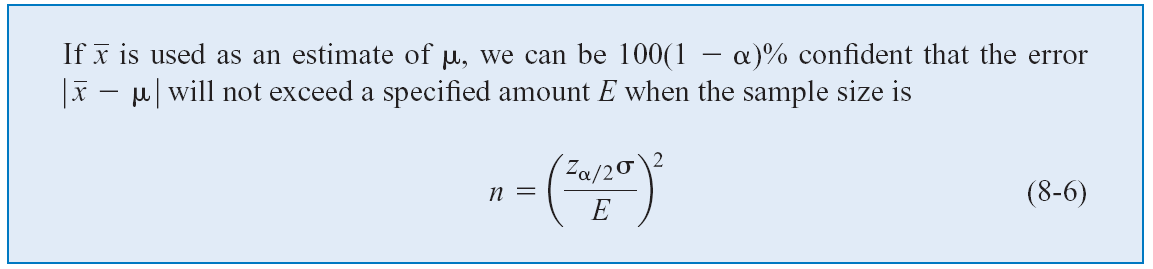 If x̄ is used as an estimate of μ, we can be 100(1 − α)% confident that the error
|x̄ − μ| will not exceed a specified amount E when the sample size is
n = (z_{α/2}σ / E)² (8-6)